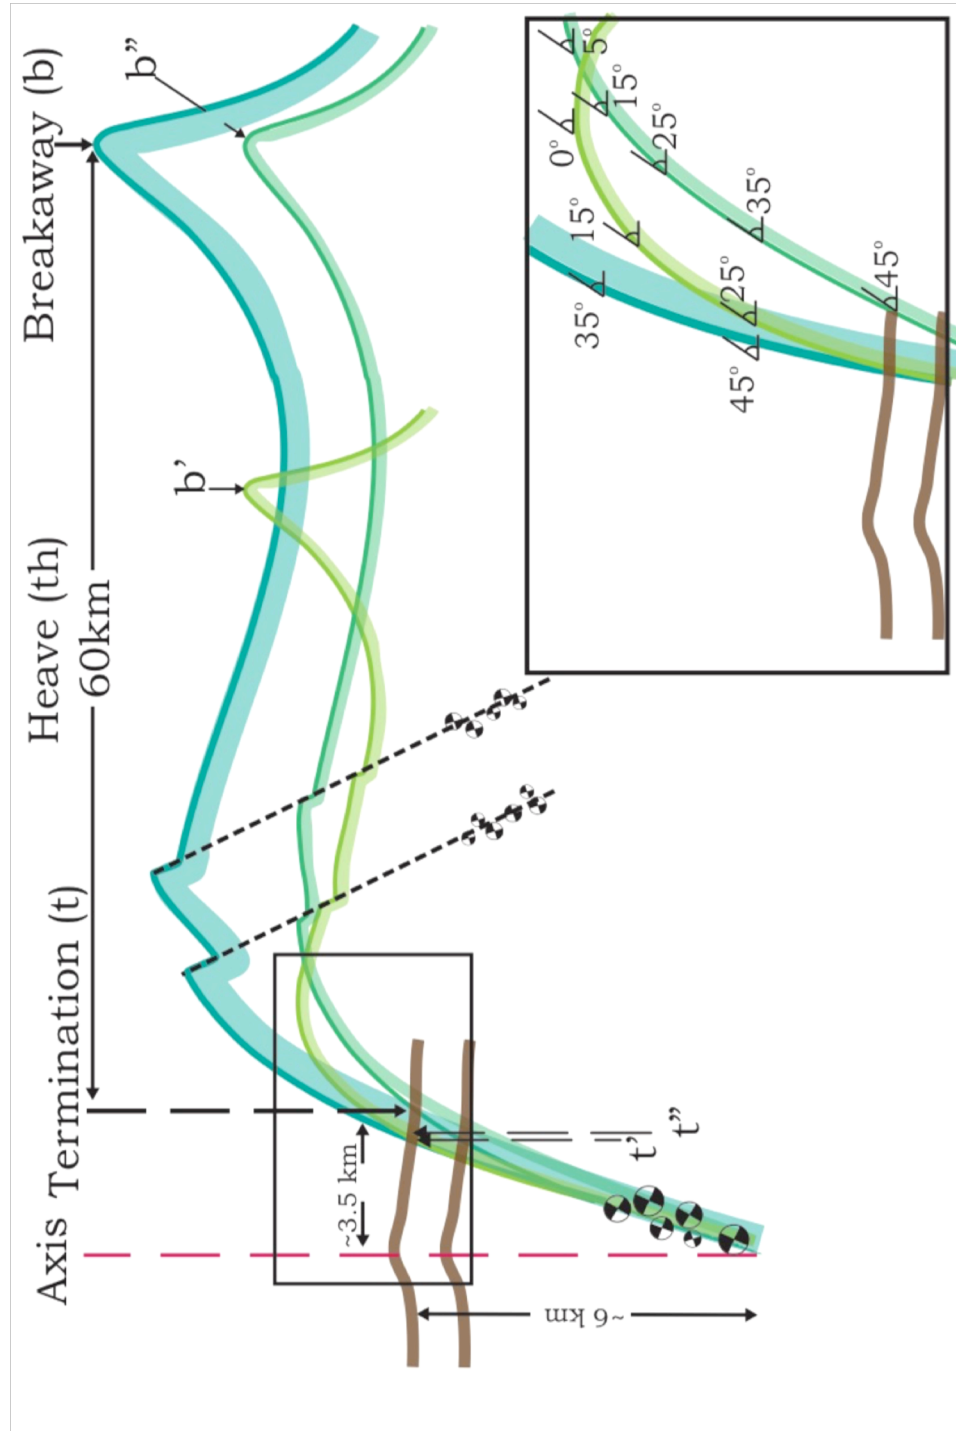 Axis
Termination (t)
Heave (th)
60km
Breakaway (b)
b”
b’
~3.5 km
t’
t”
~6 km
5°
15°
25°
35°
45°
0°
15°
25°
35°
45°